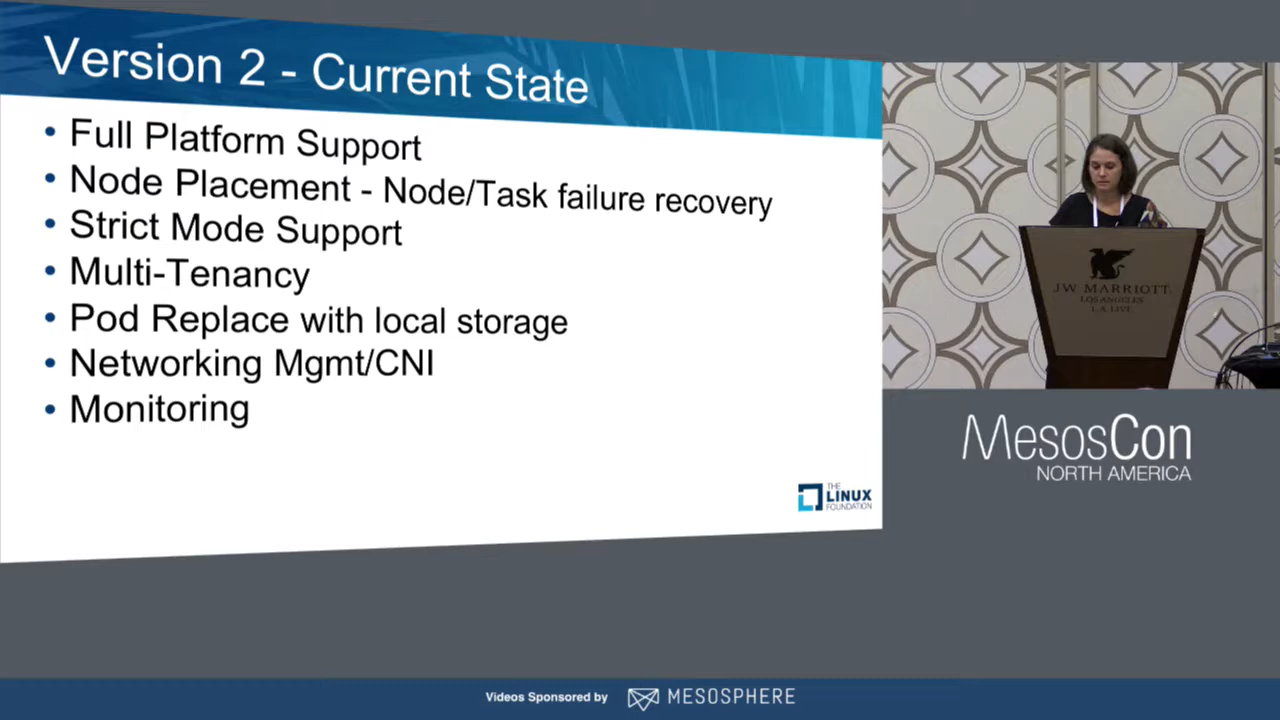 Version 2 - Current State
• Full Platform Support
• Node Placement - Node/Task failure recovery
• Strict Mode Support
• Multi-Tenancy
• Pod Replace with local storage
• Networking Mgmt/CNI
• Monitoring
THE
LINUX
FOUNDATION
JW MARRIOTT
LOS ANGELES
L.A. LIVE
MesosCon
NORTH AMERICA
Videos Sponsored by MESOSPHERE